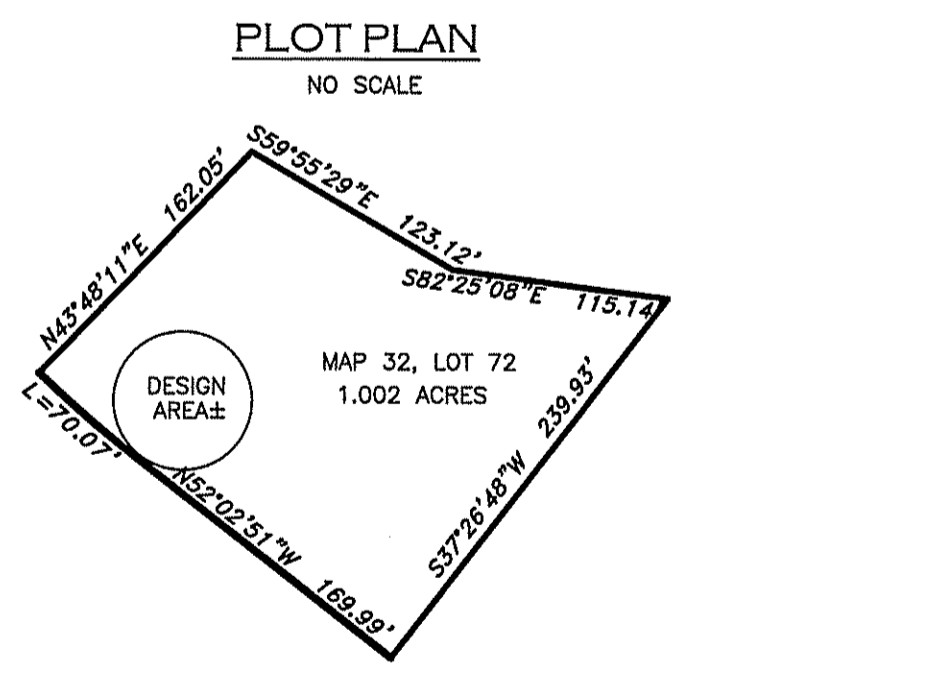 PLOT PLAN
NO SCALE
S59°55'29"E 123.12'
N43°48'11"E 162.05'
S82°25'08"E 115.14
MAP 32, LOT 72
1.002 ACRES
DESIGN
AREA±
L=70.07'
N52°02'51"W 169.99'
S37°26'48"W 239.93'